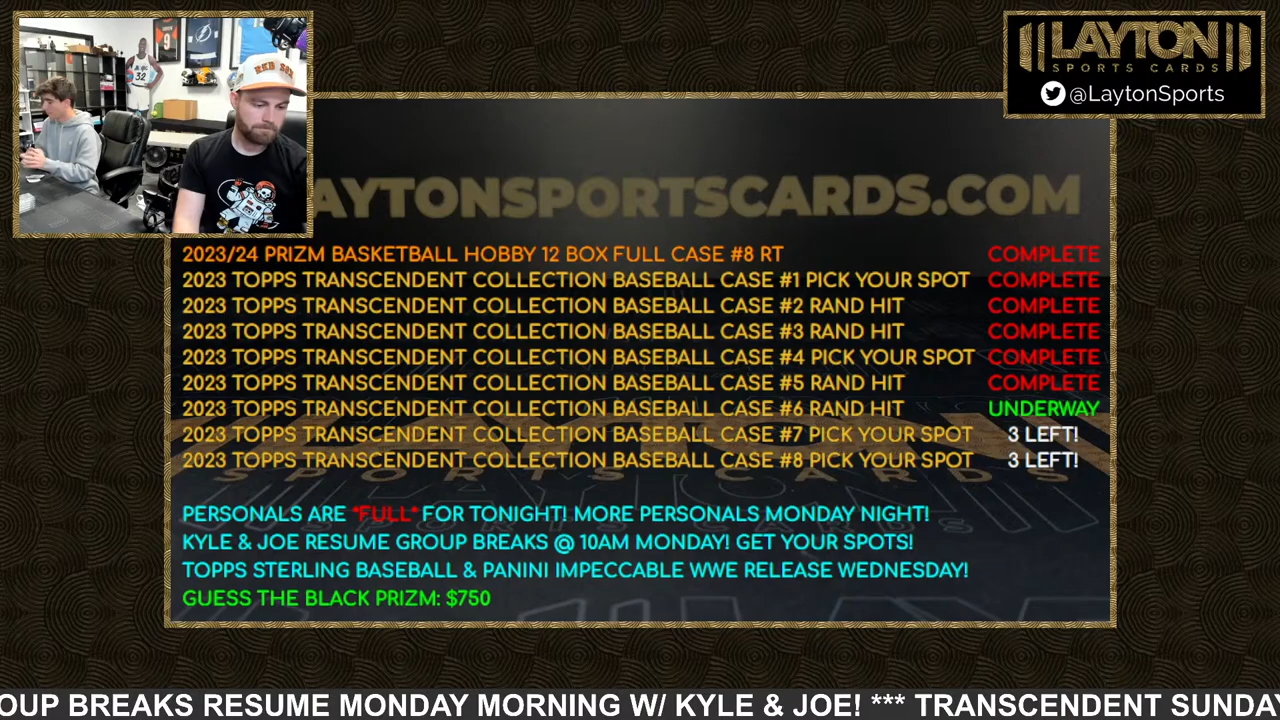 LAYTON
SPORTS CARDS
@LaytonSports
RED SOX
9
32
AYTONSPORTSCARDS.COM
2023/24 PRIZM BASKETBALL HOBBY 12 BOX FULL CASE #8 RT COMPLETE
2023 TOPPS TRANSCENDENT COLLECTION BASEBALL CASE #1 PICK YOUR SPOT COMPLETE
2023 TOPPS TRANSCENDENT COLLECTION BASEBALL CASE #2 RAND HIT COMPLETE
2023 TOPPS TRANSCENDENT COLLECTION BASEBALL CASE #3 RAND HIT COMPLETE
2023 TOPPS TRANSCENDENT COLLECTION BASEBALL CASE #4 PICK YOUR SPOT COMPLETE
2023 TOPPS TRANSCENDENT COLLECTION BASEBALL CASE #5 RAND HIT COMPLETE
2023 TOPPS TRANSCENDENT COLLECTION BASEBALL CASE #6 RAND HIT UNDERWAY
2023 TOPPS TRANSCENDENT COLLECTION BASEBALL CASE #7 PICK YOUR SPOT 3 LEFT!
2023 TOPPS TRANSCENDENT COLLECTION BASEBALL CASE #8 PICK YOUR SPOT 3 LEFT!
SPORTS CARDS
PERSONALS ARE *FULL* FOR TONIGHT! MORE PERSONALS MONDAY NIGHT!
KYLE & JOE RESUME GROUP BREAKS @ 10AM MONDAY! GET YOUR SPOTS!
TOPPS STERLING BASEBALL & PANINI IMPECCABLE WWE RELEASE WEDNESDAY!
GUESS THE BLACK PRIZM: $750
OUP BREAKS RESUME MONDAY MORNING W/ KYLE & JOE! *** TRANSCENDENT SUNDAY